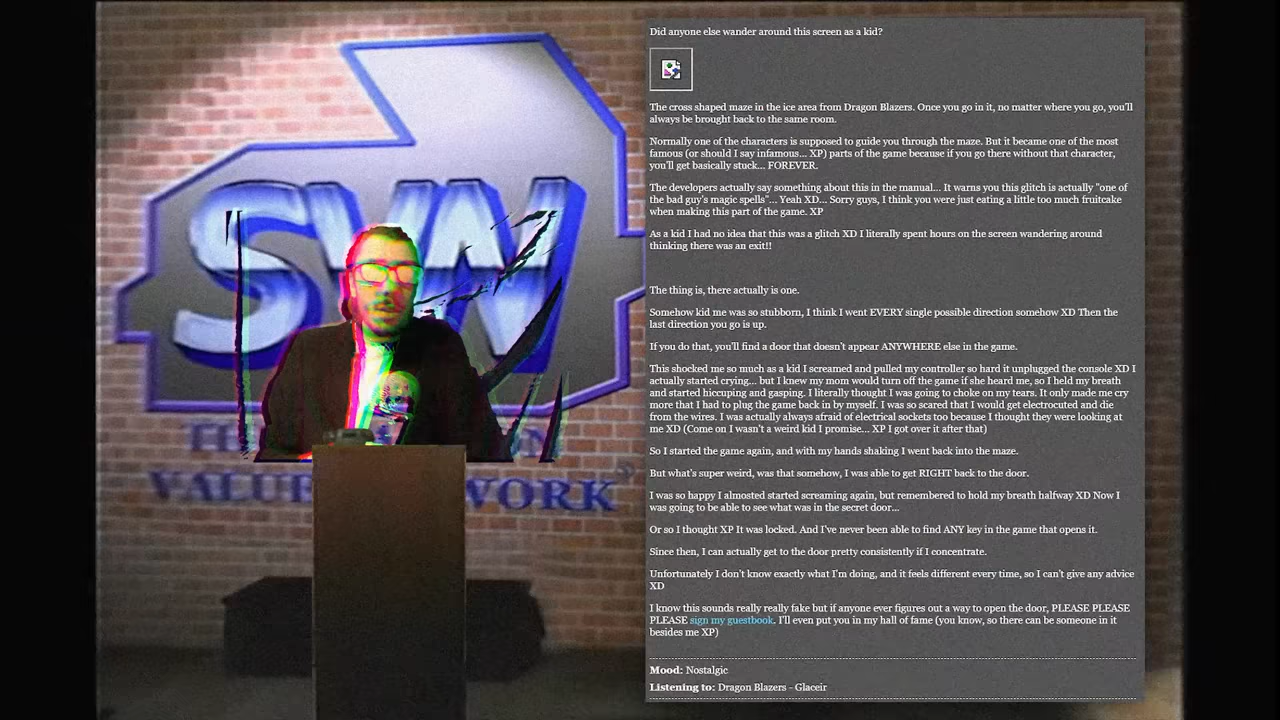 SVN
VALUE
WORK
Did anyone else wander around this screen as a kid?
The cross shaped maze in the ice area from Dragon Blazers. Once you go in it, no matter where you go, you'll
always be brought back to the same room.
Normally one of the characters is supposed to guide you through the maze. But it became one of the most
famous (or should I say infamous... XP) parts of the game because if you go there without that character,
you'll get basically stuck... FOREVER.
The developers actually say something about this in the manual... It warns you this glitch is actually "one of
the bad guy's magic spells"... Yeah XD... Sorry guys, I think you were just eating a little too much fruitcake
when making this part of the game. XP
As a kid I had no idea that this was a glitch XD I literally spent hours on the screen wandering around
thinking there was an exit!!
The thing is, there actually is one.
Somehow kid me was so stubborn, I think I went EVERY single possible direction somehow XD Then the
last direction you go is up.
If you do that, you'll find a door that doesn't appear ANYWHERE else in the game.
This shocked me so much as a kid I screamed and pulled my controller so hard it unplugged the console XD I
actually started crying... but I knew my mom would turn off the game if she heard me, so I held my breath
and started hiccuping and gasping. I literally thought I was going to choke on my tears. It only made me cry
more that I had to plug the game back in by myself. I was so scared that I would get electrocuted and die
from the wires. I was actually always afraid of electrical sockets too because I thought they were looking at
me XD (Come on I wasn't a weird kid I promise... XP I got over it after that)
So I started the game again, and with my hands shaking I went back into the maze.
But what's super weird, was that somehow, I was able to get RIGHT back to the door.
I was so happy I almosted started screaming again, but remembered to hold my breath halfway XD Now I
was going to be able to see what was in the secret door...
Or so I thought XP It was locked. And I've never been able to find ANY key in the game that opens it.
Since then, I can actually get to the door pretty consistently if I concentrate.
Unfortunately I don't know exactly what I'm doing, and it feels different every time, so I can't give any advice
XD
I know this sounds really really fake but if anyone ever figures out a way to open the door, PLEASE PLEASE
PLEASE sign my guestbook. I'll even put you in my hall of fame (you know, so there can be someone in it
besides me XP)
Mood: Nostalgic
Listening to: Dragon Blazers - Glaceir